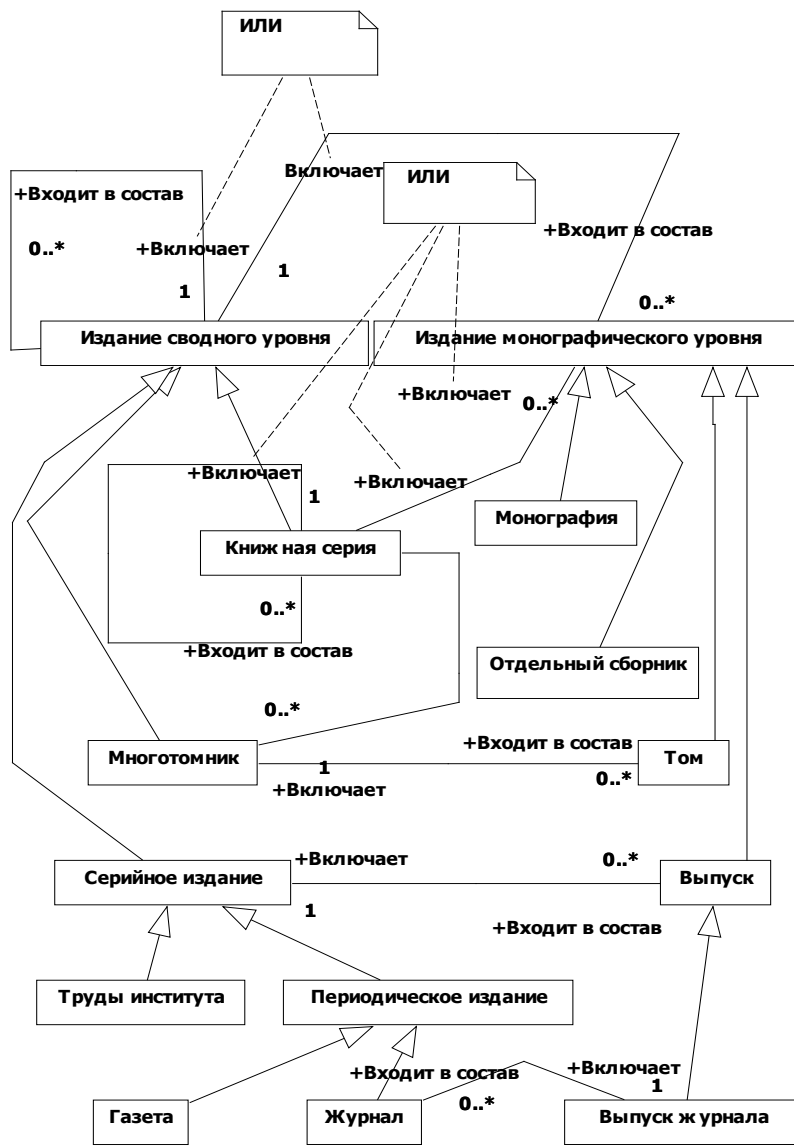 ИЛИ
Включает
ИЛИ
+Входит в состав
+Входит в состав
0..*
+Включает
1
1
0..*
Издание сводного уровня
Издание монографического уровня
+Включает
0..*
+Включает
+Включает
1
Монография
Книжная серия
0..*
+Входит в состав
Отдельный сборник
0..*
+Входит в состав
Многотомник
Том
1
0..*
+Включает
+Включает
0..*
Серийное издание
Выпуск
1
+Входит в состав
Труды института
Периодическое издание
+Входит в состав
+Включает
1
0..*
Газета
Журнал
Выпуск журнала